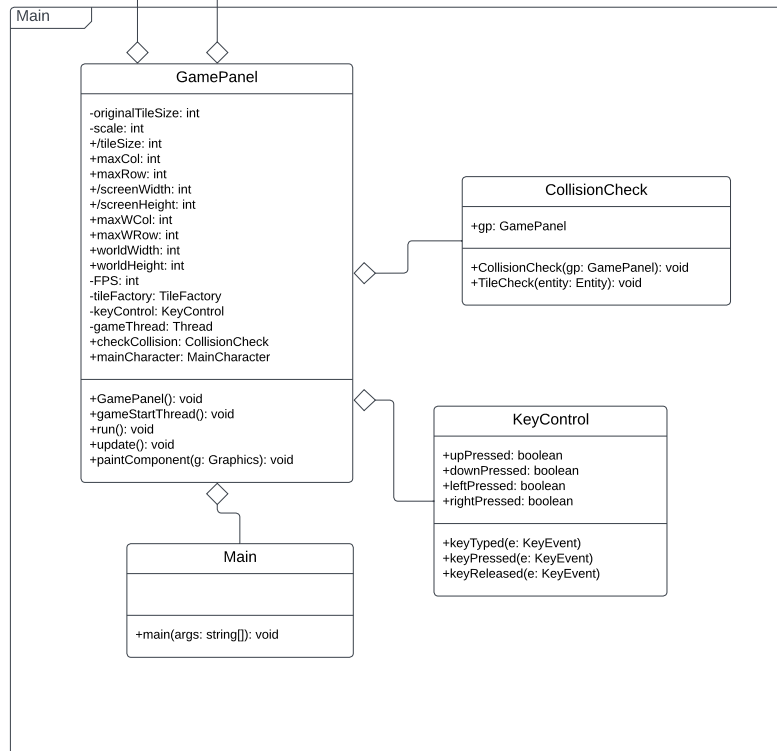 Main
GamePanel
-originalTileSize: int
-scale: int
+/tileSize: int
+maxCol: int
+maxRow: int
+/screenWidth: int
+/screenHeight: int
+maxWCol: int
+maxWRow: int
+worldWidth: int
+worldHeight: int
-FPS: int
-tileFactory: TileFactory
-keyControl: KeyControl
-gameThread: Thread
+checkCollision: CollisionCheck
+mainCharacter: MainCharacter
+GamePanel(): void
+gameStartThread(): void
+run(): void
+update(): void
+paintComponent(g: Graphics): void
CollisionCheck
+gp: GamePanel
+CollisionCheck(gp: GamePanel): void
+TileCheck(entity: Entity): void
KeyControl
+upPressed: boolean
+downPressed: boolean
+leftPressed: boolean
+rightPressed: boolean
+keyTyped(e: KeyEvent)
+keyPressed(e: KeyEvent)
+keyReleased(e: KeyEvent)
Main
+main(args: string[]): void